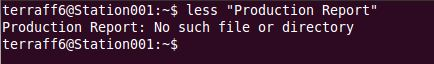 terraff6@Station001:~$ less "Production Report"
Production Report: No such file or directory
terraff6@Station001:~$